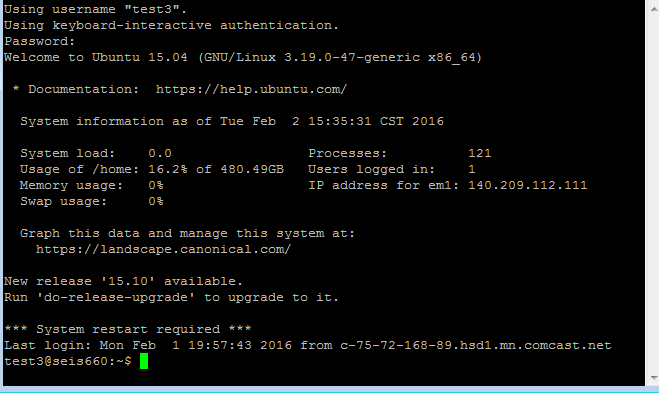 Using username "test3".
Using keyboard-interactive authentication.
Password:
Welcome to Ubuntu 15.04 (GNU/Linux 3.19.0-47-generic x86_64)
* Documentation:  https://help.ubuntu.com/
System information as of Tue Feb  2 15:35:31 CST 2016
System load:    0.0                 Processes:          121
Usage of /home: 16.2% of 480.49GB   Users logged in:    1
Memory usage:   0%                  IP address for em1: 140.209.112.111
Swap usage:     0%
Graph this data and manage this system at:
https://landscape.canonical.com/
New release '15.10' available.
Run 'do-release-upgrade' to upgrade to it.
*** System restart required ***
Last login: Mon Feb  1 19:57:43 2016 from c-75-72-168-89.hsd1.mn.comcast.net
test3@seis660:~$